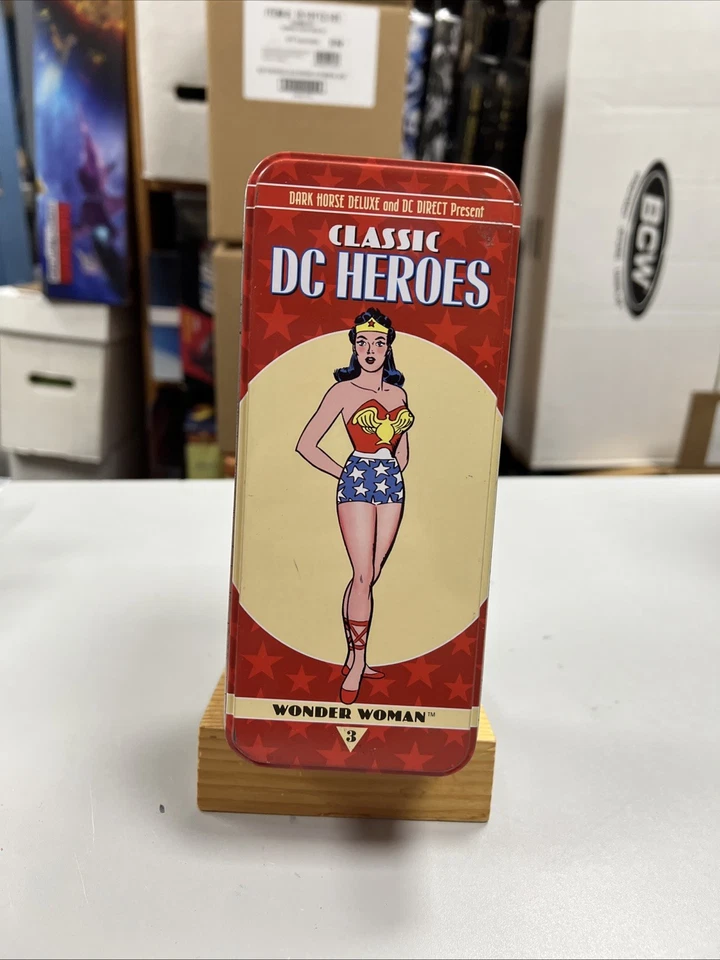 DARK HORSE DELUXE and DC DIRECT Present
CLASSIC
DC HEROES
WONDER WOMAN™
3
BCW